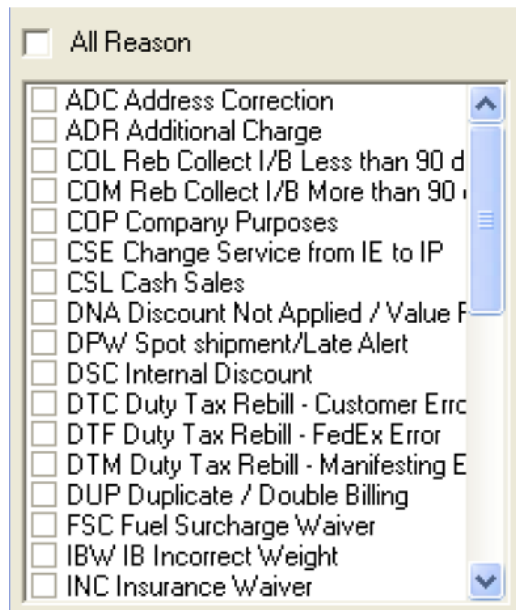 All Reason
ADC Address Correction
ADR Additional Charge
COL Reb Collect I/B Less than 90 d
COM Reb Collect I/B More than 90
COP Company Purposes
CSE Change Service from IE to IP
CSL Cash Sales
DNA Discount Not Applied / Value
DPW Spot shipment/Late Alert
DSC Internal Discount
DTC Duty Tax Rebill - Customer Erro
DTF Duty Tax Rebill - FedEx Error
DTM Duty Tax Rebill - Manifesting E
DUP Duplicate / Double Billing
FSC Fuel Surcharge Waiver
IBW IB Incorrect Weight
INC Insurance Waiver